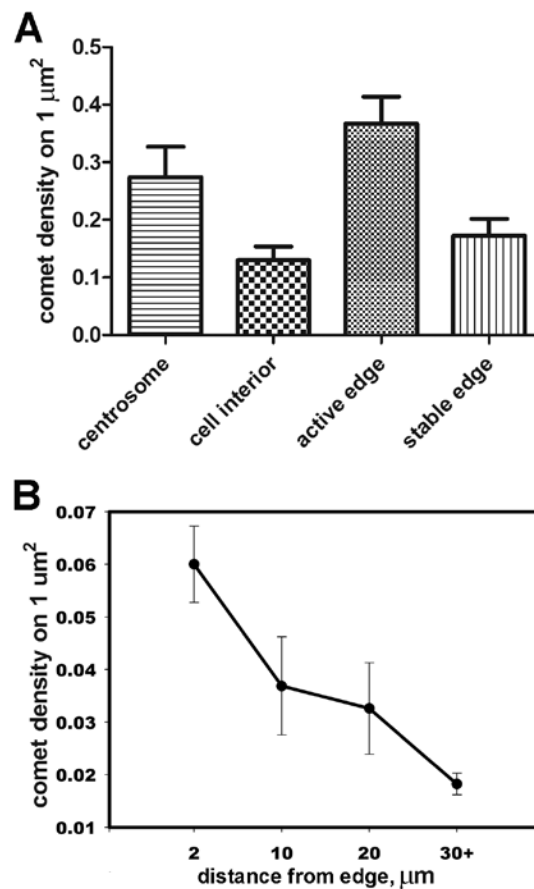 A
comet density on 1 μm²
0.5
0.4
0.3
0.2
0.1
0.0
centrosome
cell interior
active edge
stable edge
B
comet density on 1 um²
0.07
0.06
0.05
0.04
0.03
0.02
0.01
2 10 20 30+
distance from edge, μm